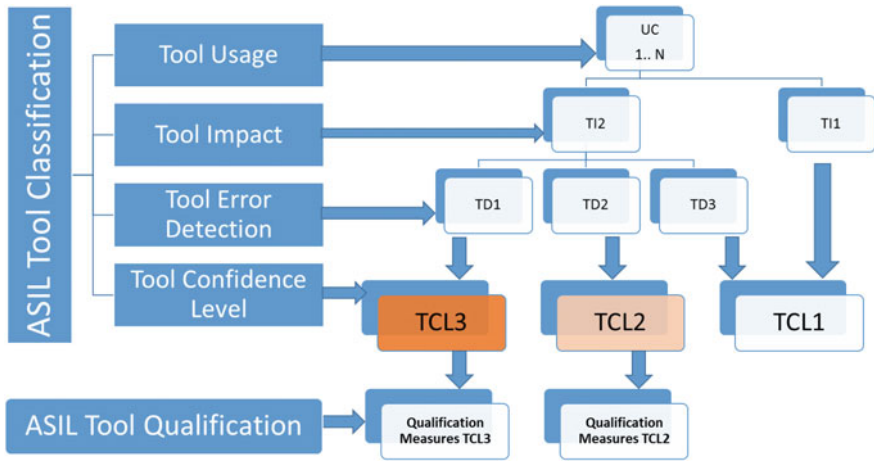 ASIL Tool Classification
Tool Usage
UC
1.. N
Tool Impact
TI2
TI1
Tool Error
Detection
TD1
TD2
TD3
Tool Confidence
Level
TCL3
TCL2
TCL1
ASIL Tool Qualification
Qualification
Measures TCL3
Qualification
Measures TCL2